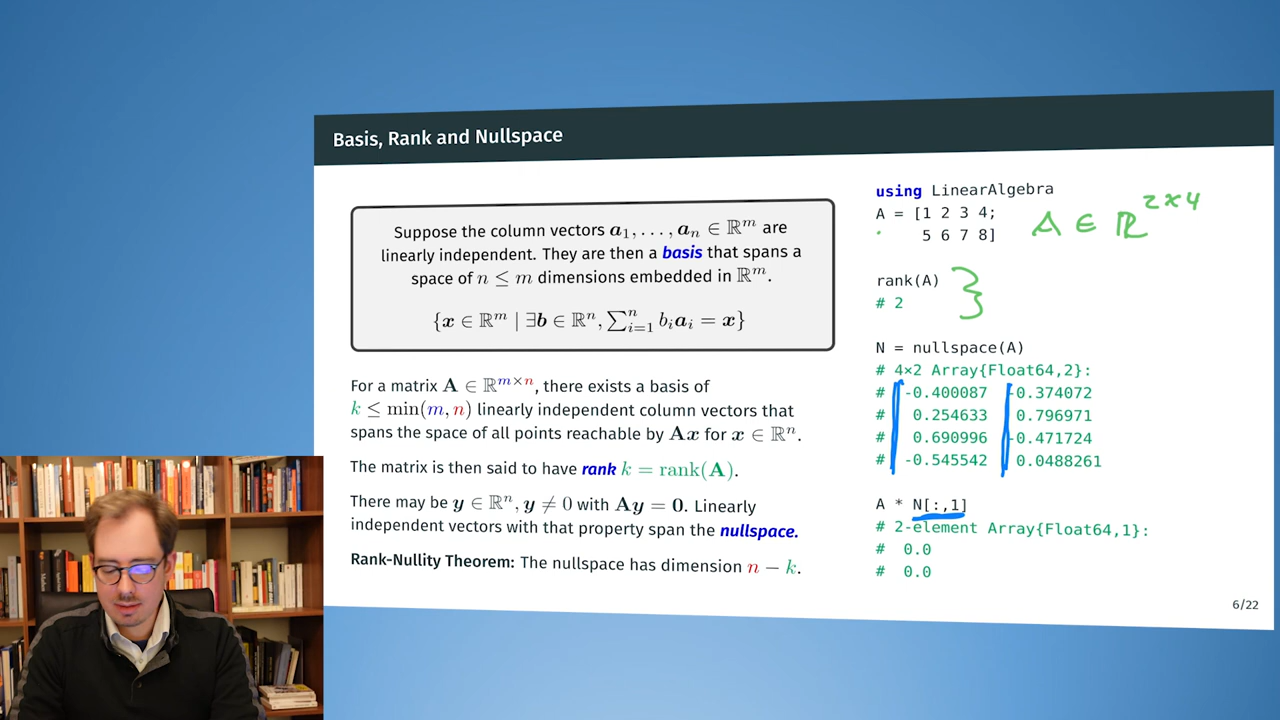 Basis, Rank and Nullspace
Suppose the column vectors a₁, . . . , aₙ ∈ ℝᵐ are
linearly independent. They are then a basis that spans a
space of n ≤ m dimensions embedded in ℝᵐ.
{x ∈ ℝᵐ | ∃b ∈ ℝⁿ, ∑ⁿᵢ₌₁ bᵢaᵢ = x}
For a matrix A ∈ ℝᵐˣⁿ, there exists a basis of
k ≤ min(m, n) linearly independent column vectors that
spans the space of all points reachable by Ax for x ∈ ℝⁿ.
The matrix is then said to have rank k = rank(A).
There may be y ∈ ℝⁿ, y ≠ 0 with Ay = 0. Linearly
independent vectors with that property span the nullspace.
Rank-Nullity Theorem: The nullspace has dimension n − k.
using LinearAlgebra
A = [1 2 3 4;
5 6 7 8]
A ∈ ℝ²ˣ⁴
rank(A)
# 2
N = nullspace(A)
# 4×2 Array{Float64,2}:
# -0.400087 -0.374072
# 0.254633 0.796971
# 0.690996 -0.471724
# -0.545542 0.0488261
A * N[:,1]
# 2-element Array{Float64,1}:
# 0.0
# 0.0
6/22